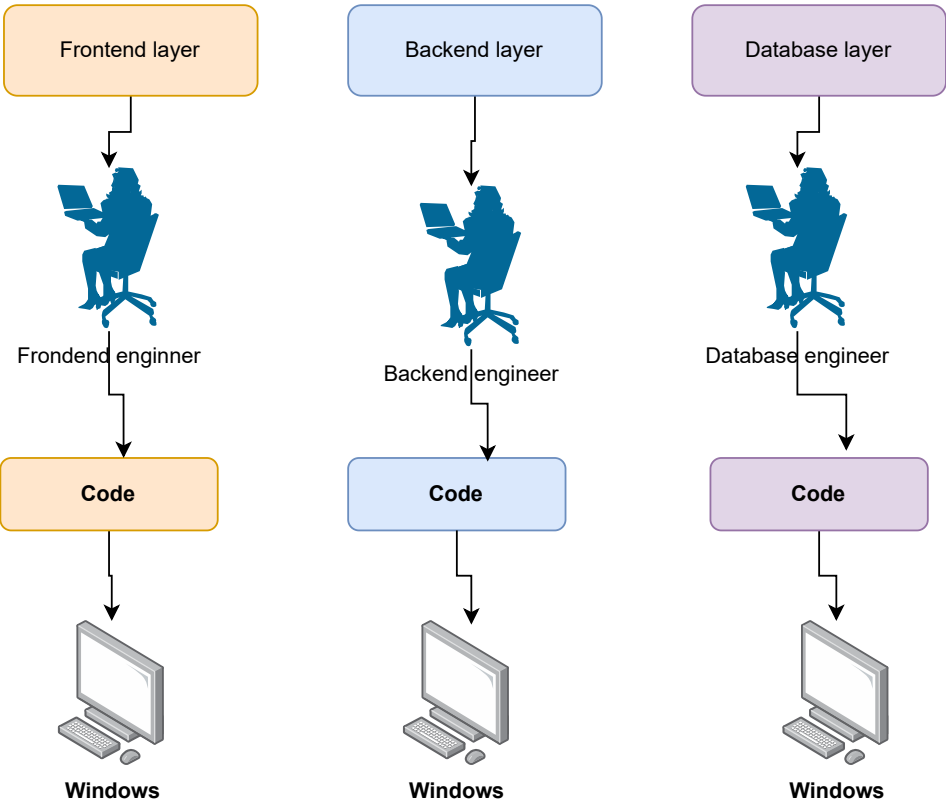 Frontend layer
Backend layer
Database layer
Frondend enginner
Backend engineer
Database engineer
Code
Code
Code
Windows
Windows
Windows